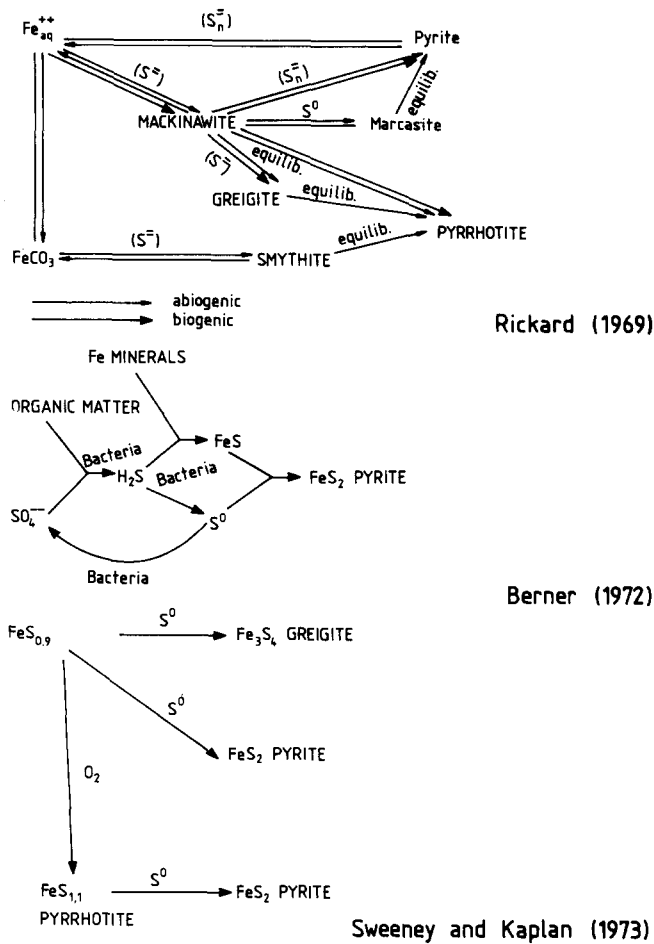 (S=n)
Fe++aq
Pyrite
(S=)
(S=n)
S⁰
equilib.
MACKINAWITE
Marcasite
(S=)
equilib.
GREIGITE
equilib.
PYRRHOTITE
FeCO₃
(S=)
SMYTHITE
equilib.
abiogenic
biogenic
Rickard (1969)
Fe MINERALS
ORGANIC MATTER
Bacteria
FeS
H₂S
Bacteria
FeS₂ PYRITE
SO₄−−
S⁰
Bacteria
Berner (1972)
FeS₀,₉
S⁰
Fe₃S₄ GREIGITE
S⁰
FeS₂ PYRITE
O₂
FeS₁,₁
S⁰
FeS₂ PYRITE
PYRRHOTITE
Sweeney and Kaplan (1973)